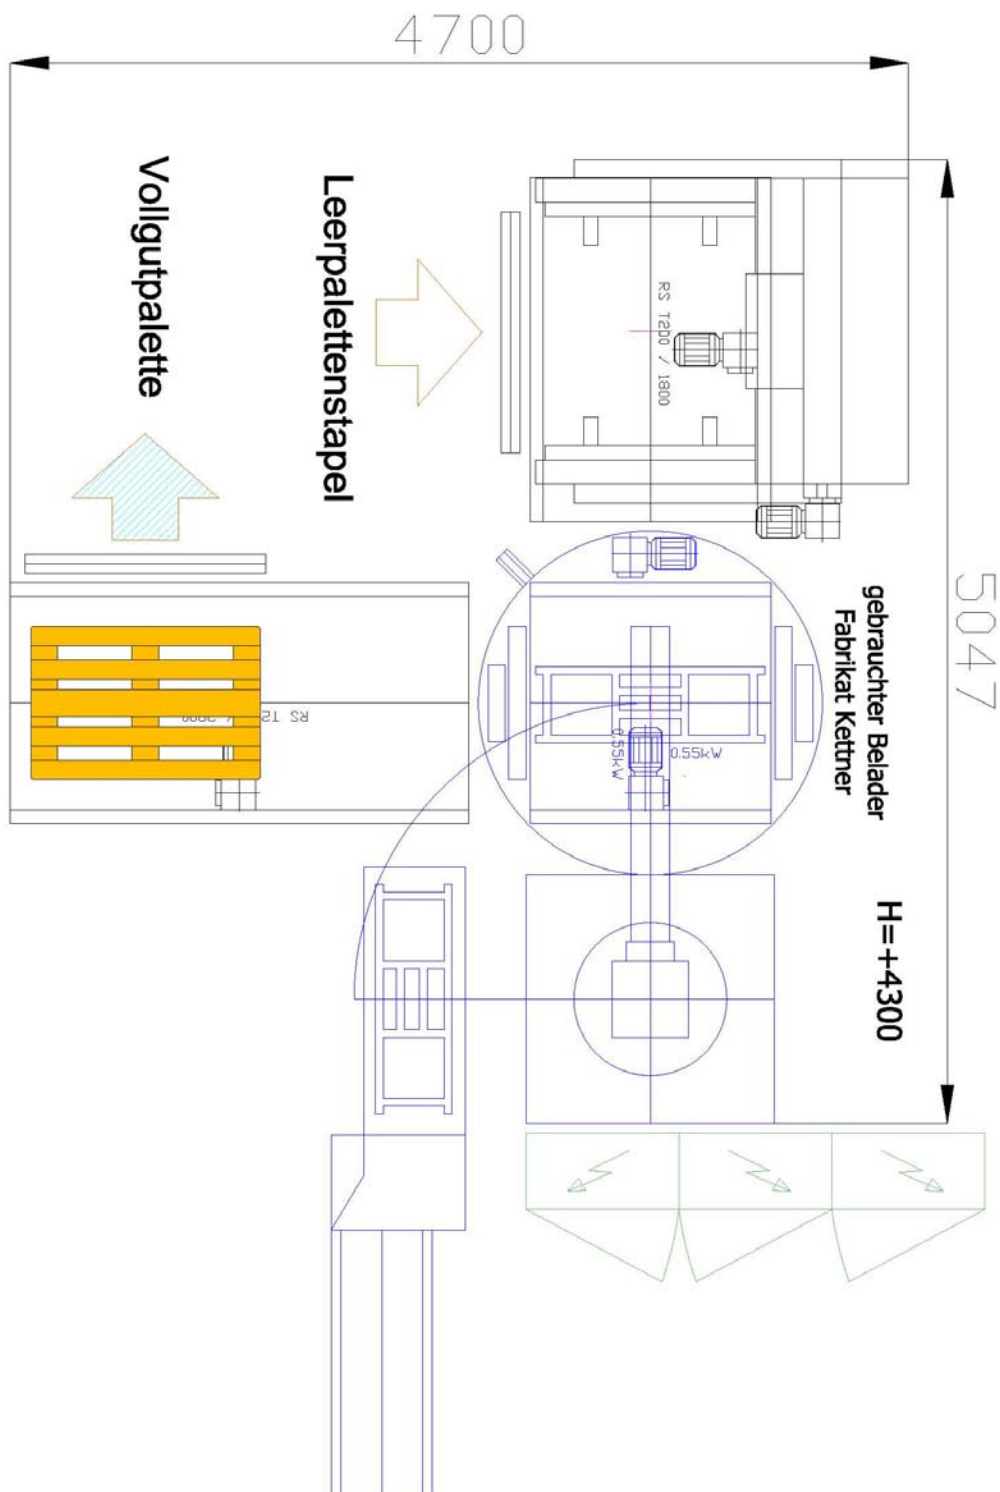 4700
5047
Vollgutpalette
Leerpalettenstapel
RS T200 / 1800
gebrauchter Belader
Fabrikat Kettner
H=+4300
0.55kW
0.55kW